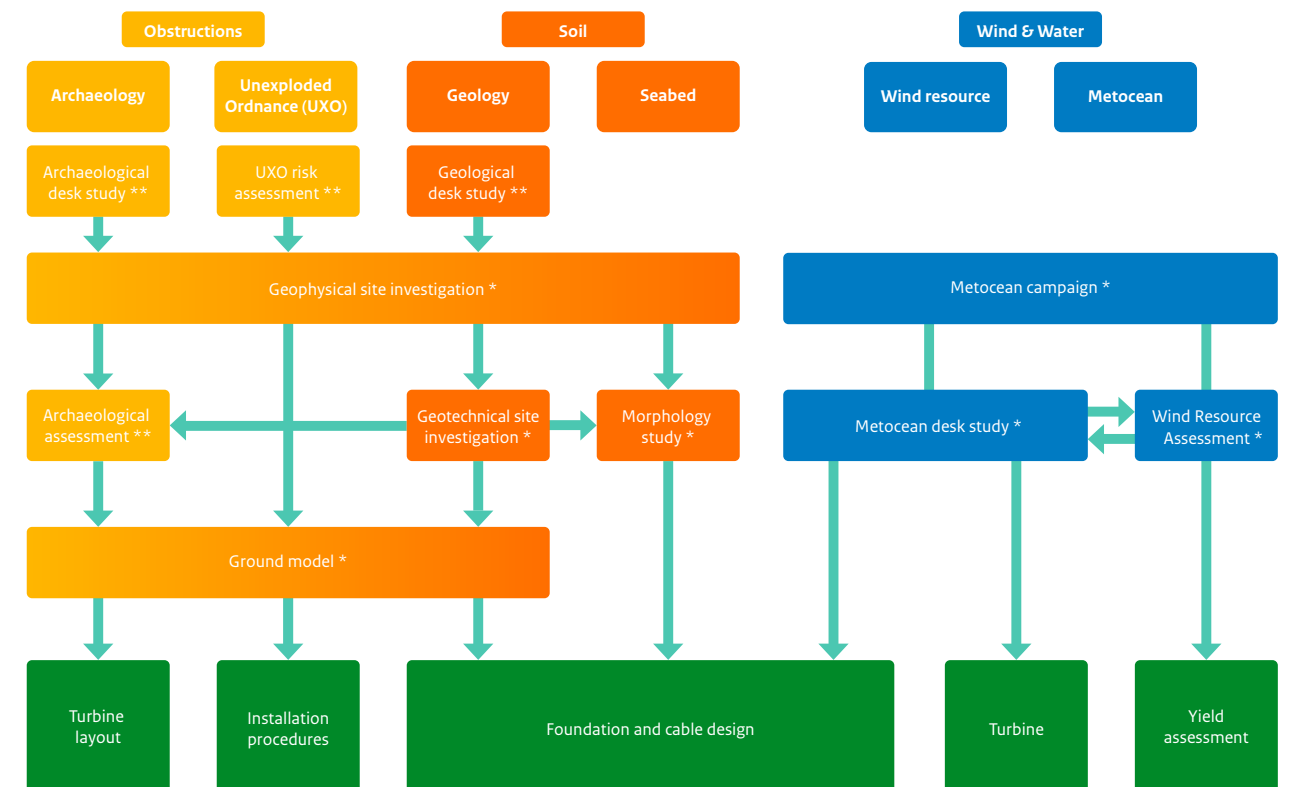 Obstructions
Soil
Wind & Water
Archaeology
Unexploded
Ordnance (UXO)
Geology
Seabed
Wind resource
Metocean
Archaeological
desk study **
UXO risk
assessment **
Geological
desk study **
Geophysical site investigation *
Metocean campaign *
Archaeological
assessment **
Geotechnical site
investigation *
Morphology
study *
Metocean desk study *
Wind Resource
Assessment *
Ground model *
Turbine
layout
Installation
procedures
Foundation and cable design
Turbine
Yield
assessment